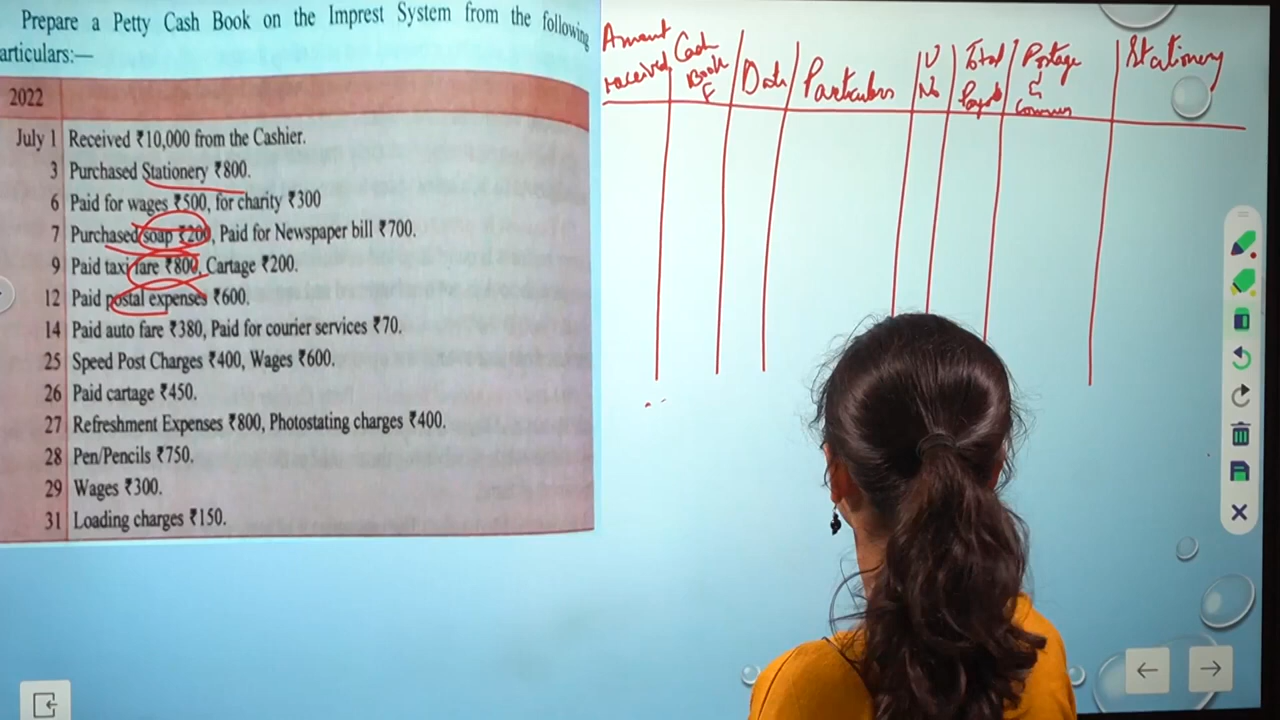 Prepare a Petty Cash Book on the Imprest System from the following
articulars:—
2022
July 1 Received ₹10,000 from the Cashier.
3 Purchased Stationery ₹800.
6 Paid for wages ₹500, for charity ₹300
7 Purchased soap ₹200, Paid for Newspaper bill ₹700.
9 Paid taxi fare ₹800, Cartage ₹200.
12 Paid postal expenses ₹600.
14 Paid auto fare ₹380, Paid for courier services ₹70.
25 Speed Post Charges ₹400, Wages ₹600.
26 Paid cartage ₹450.
27 Refreshment Expenses ₹800, Photostating charges ₹400.
28 Pen/Pencils ₹750.
29 Wages ₹300.
31 Loading charges ₹150.
Amount
received
Cash
Book
F
Date
Particulars
V
No
Total
Postage
&
Stationery